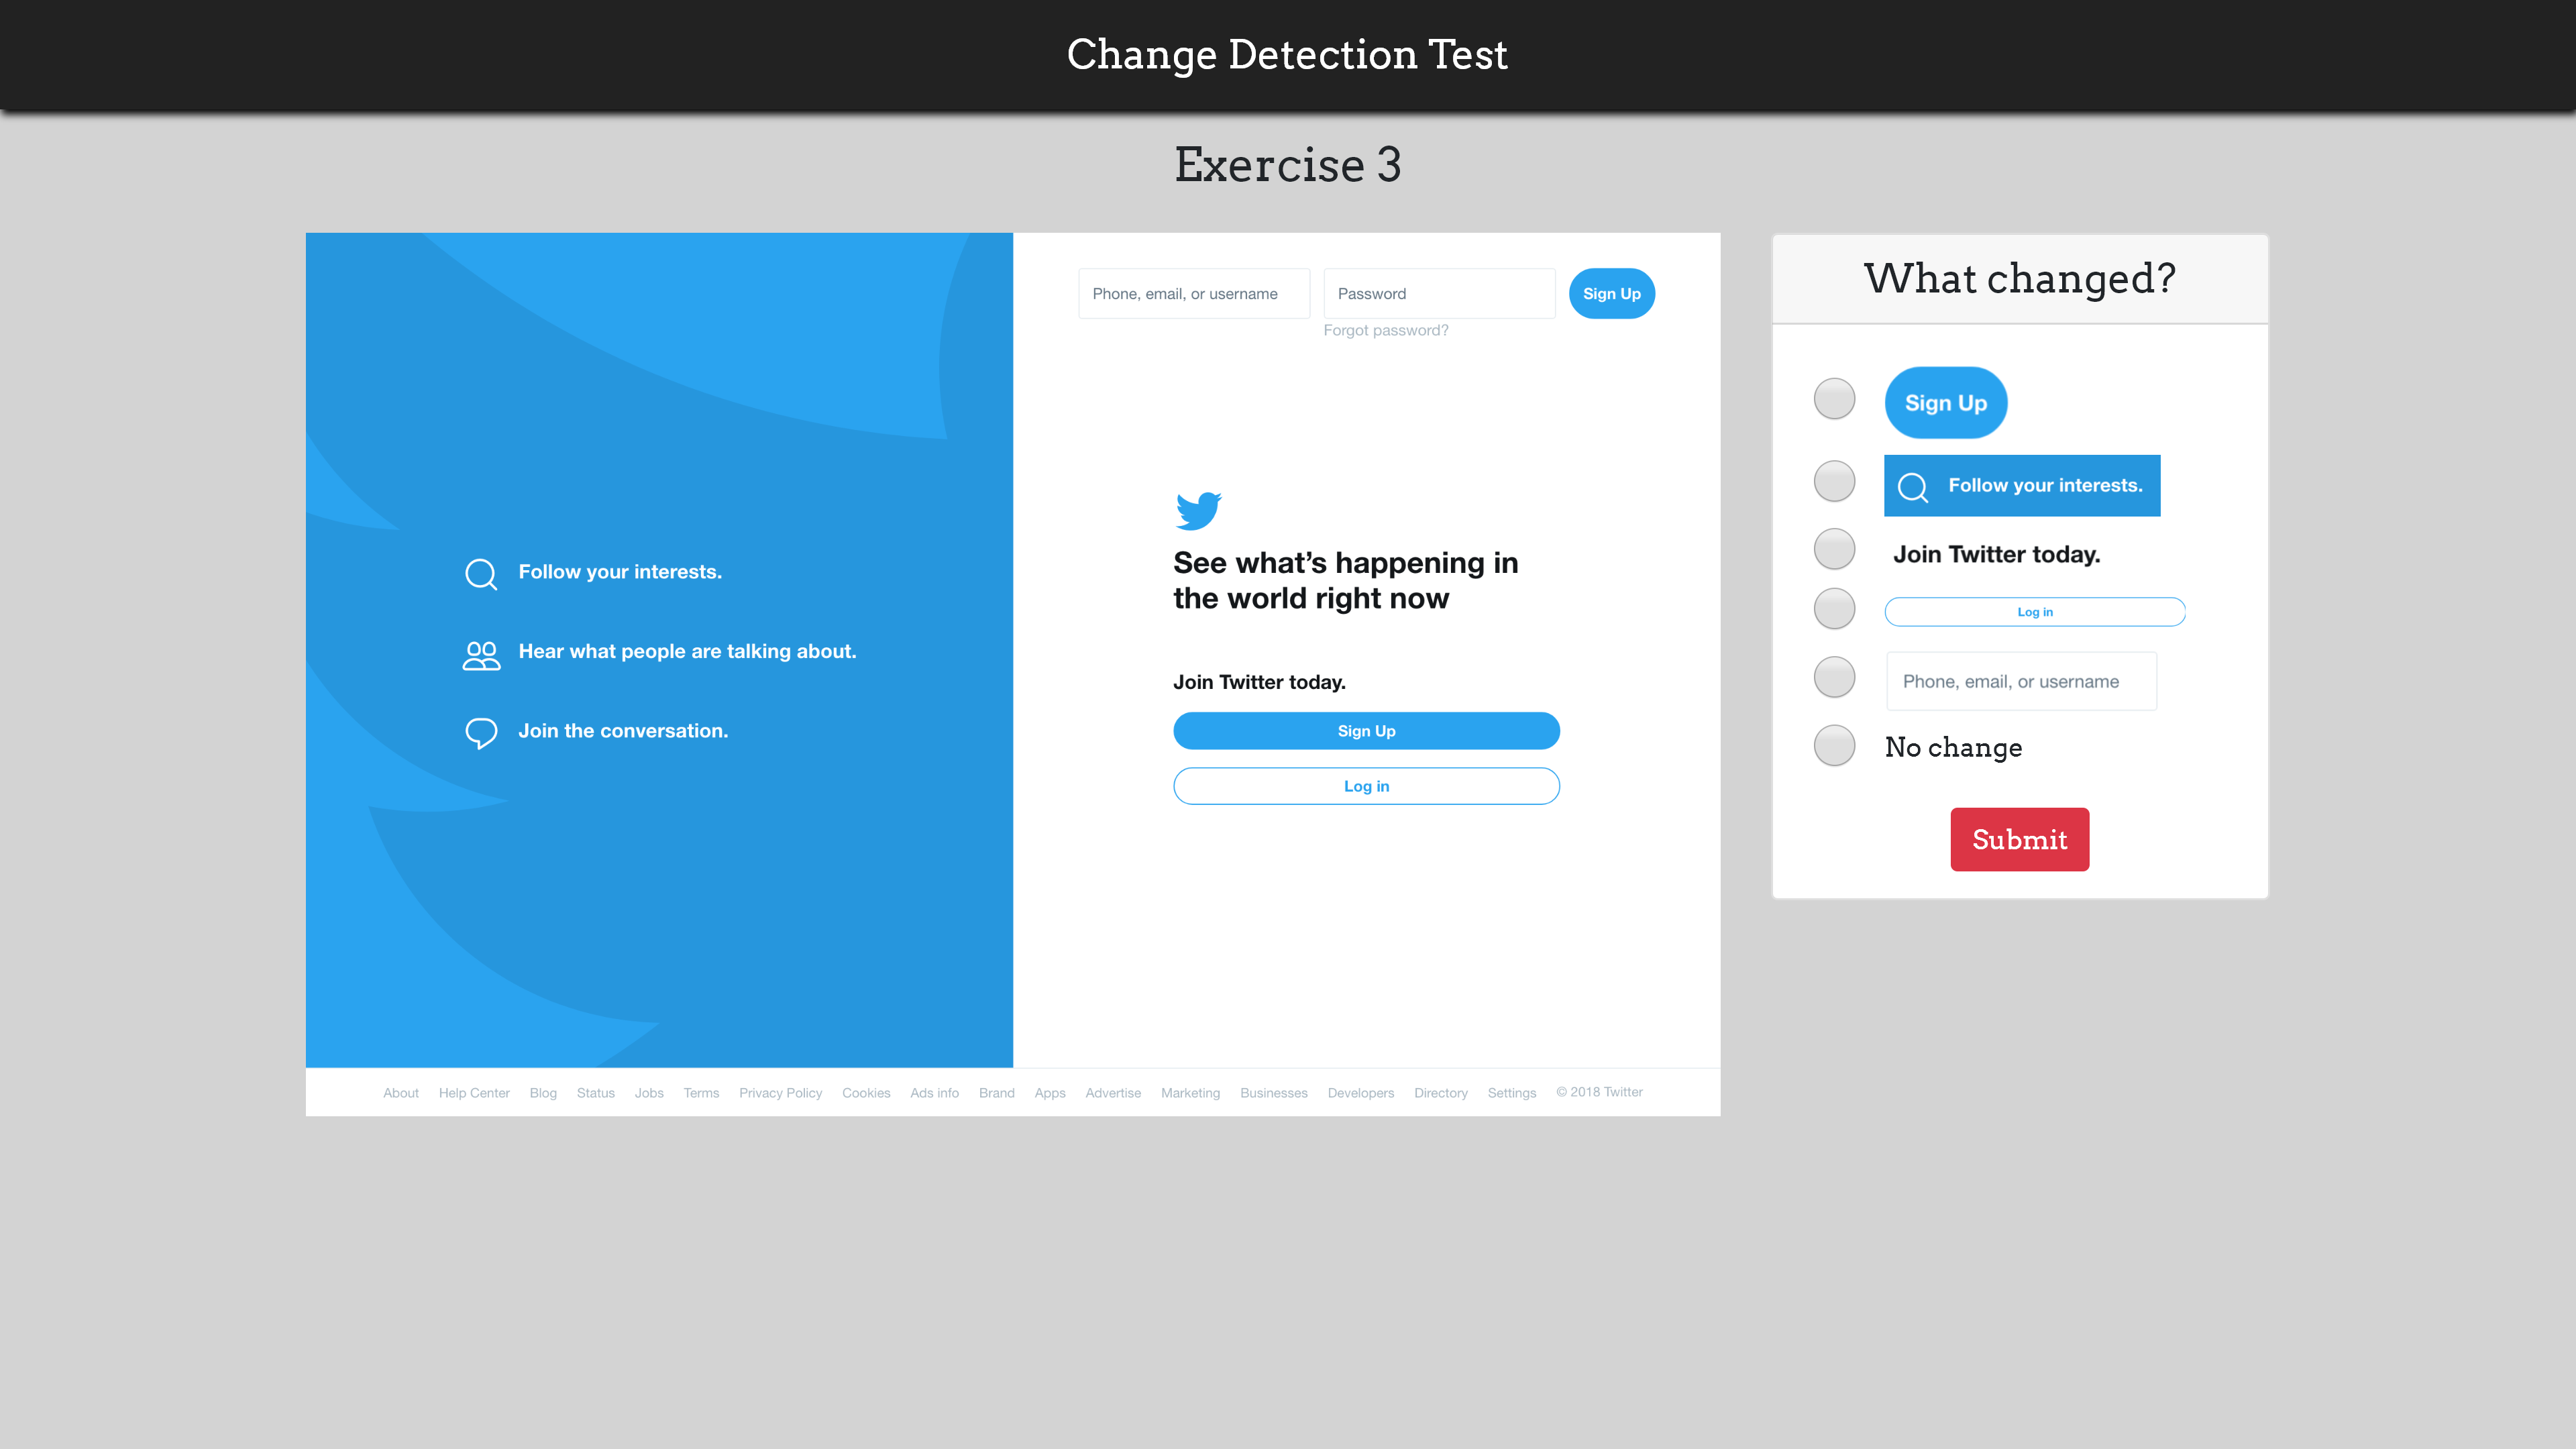 Change Detection Test
Exercise 3
Phone, email, or username
Password
Sign Up
Forgot password?
Follow your interests.
Hear what people are talking about.
Join the conversation.
See what’s happening in
the world right now
Join Twitter today.
Sign Up
Log in
About Help Center Blog Status Jobs Terms Privacy Policy Cookies Ads info Brand Apps Advertise Marketing Businesses Developers Directory Settings © 2018 Twitter
What changed?
Sign Up
Follow your interests.
Join Twitter today.
Log in
Phone, email, or username
No change
Submit